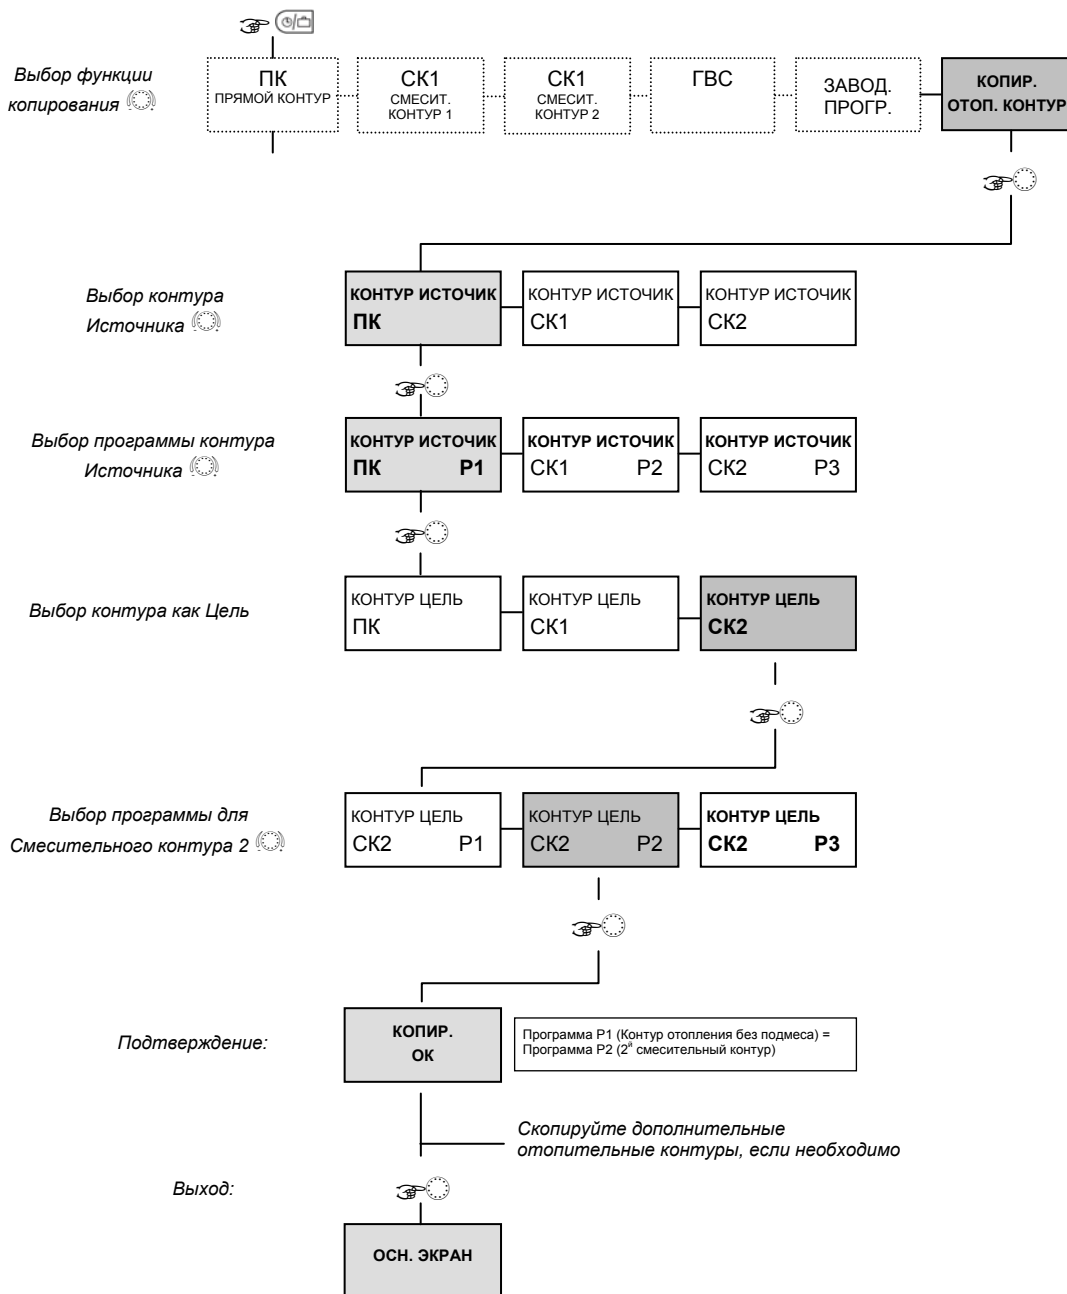 Выбор функции
копирования
ПК
ПРЯМОЙ КОНТУР
СК1
СМЕСИТ.
КОНТУР 1
СК1
СМЕСИТ.
КОНТУР 2
ГВС
ЗАВОД.
ПРОГР.
КОПИР.
ОТОП. КОНТУР
Выбор контура
Источника
КОНТУР ИСТОЧИК
ПК
КОНТУР ИСТОЧИК
СК1
КОНТУР ИСТОЧИК
СК2
Выбор программы контура
Источника
КОНТУР ИСТОЧИК
ПК P1
КОНТУР ИСТОЧИК
СК1 P2
КОНТУР ИСТОЧИК
СК2 P3
Выбор контура как Цель
КОНТУР ЦЕЛЬ
ПК
КОНТУР ЦЕЛЬ
СК1
КОНТУР ЦЕЛЬ
СК2
Выбор программы для
Смесительного контура 2
КОНТУР ЦЕЛЬ
СК2 P1
КОНТУР ЦЕЛЬ
СК2 P2
КОНТУР ЦЕЛЬ
СК2 P3
Подтверждение:
КОПИР.
ОК
Программа P1 (Контур отопления без подмеса) =
Программа P2 (2й смесительный контур)
Скопируйте дополнительные
отопительные контуры, если необходимо
Выход:
ОСН. ЭКРАН